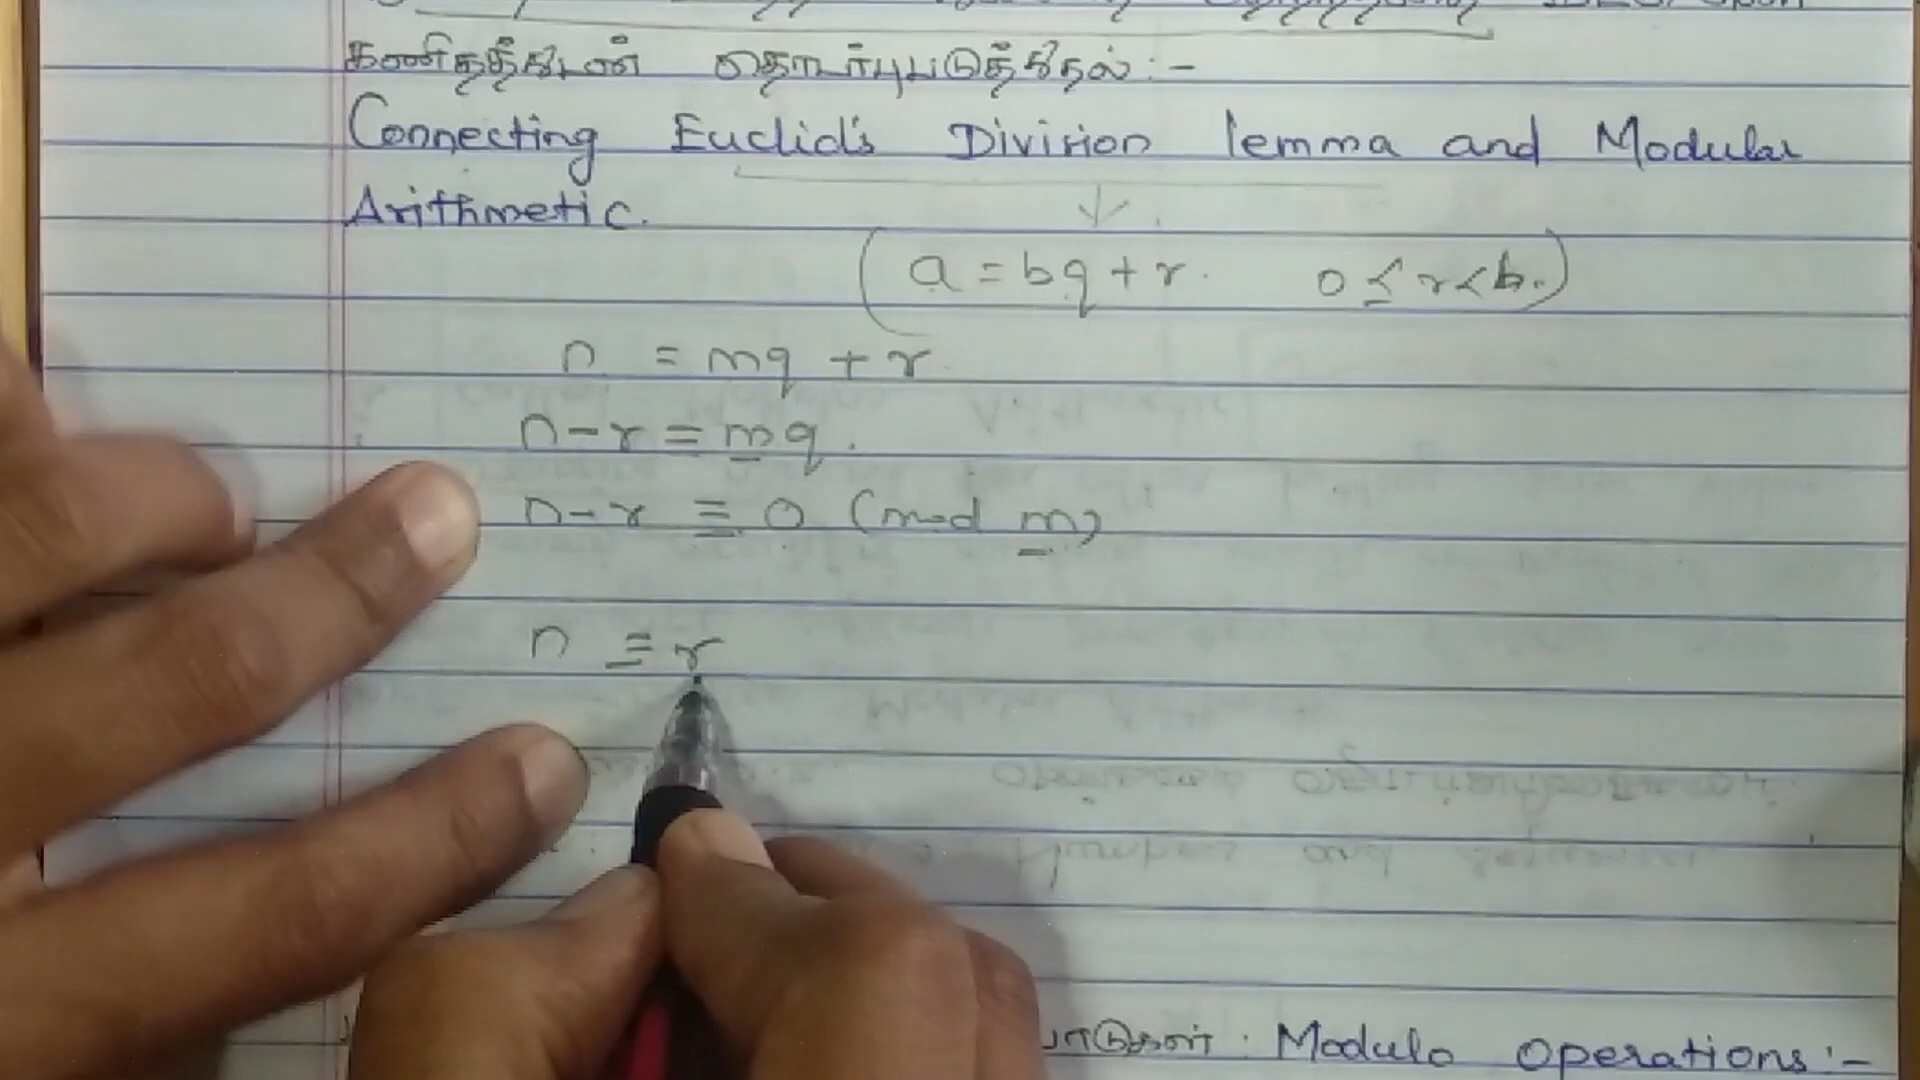 கணிதத்துடன் தொடர்புபடுத்துதல் :-
Connecting Euclid's Division lemma and Modular
Arithmetic.
(a = bq + r. 0 ≤ r < b.)
n = mq + r
n - r = mq.
n - r ≡ 0 (mod m)
n ≡ r
Modulo Operations :-